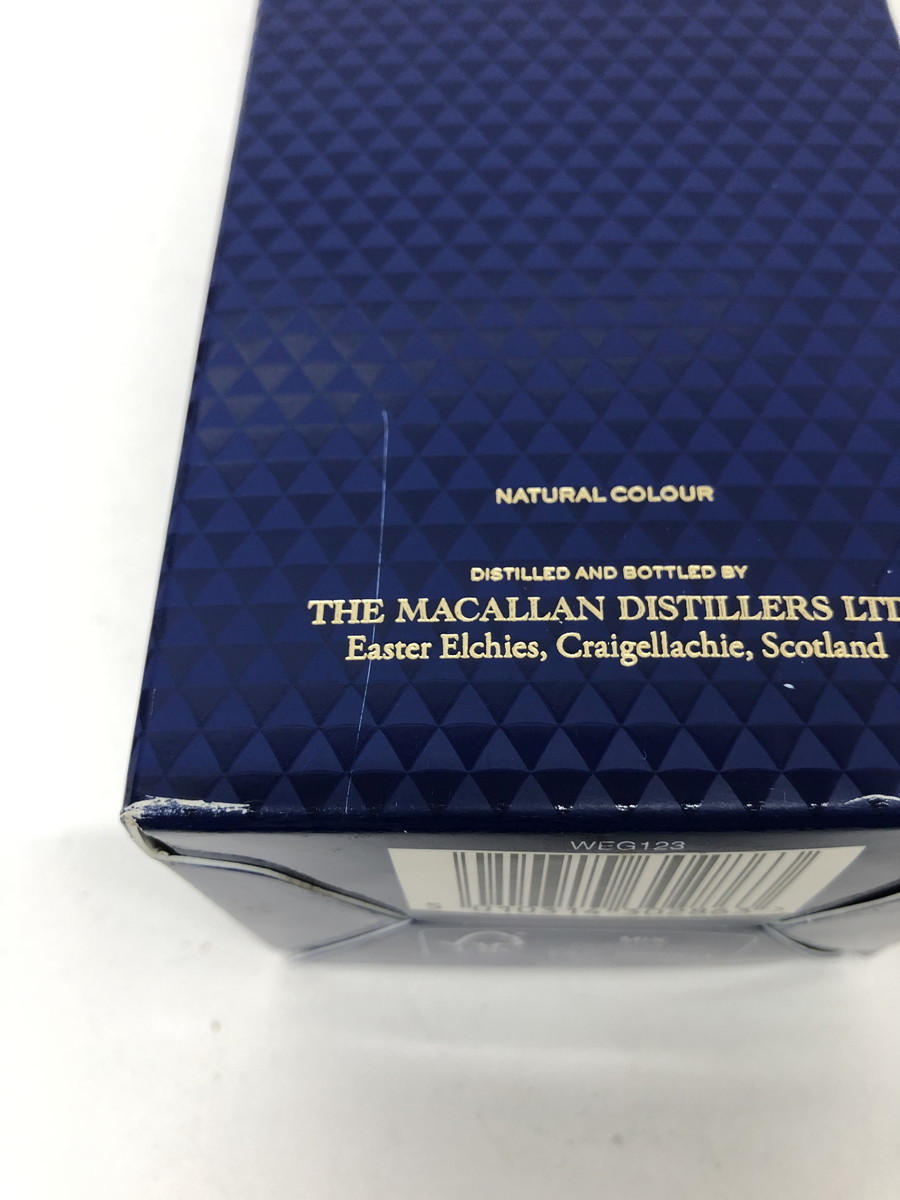 NATURAL COLOUR
DISTILLED AND BOTTLED BY
THE MACALLAN DISTILLERS LTD
Easter Elchies, Craigellachie, Scotland
WEG123